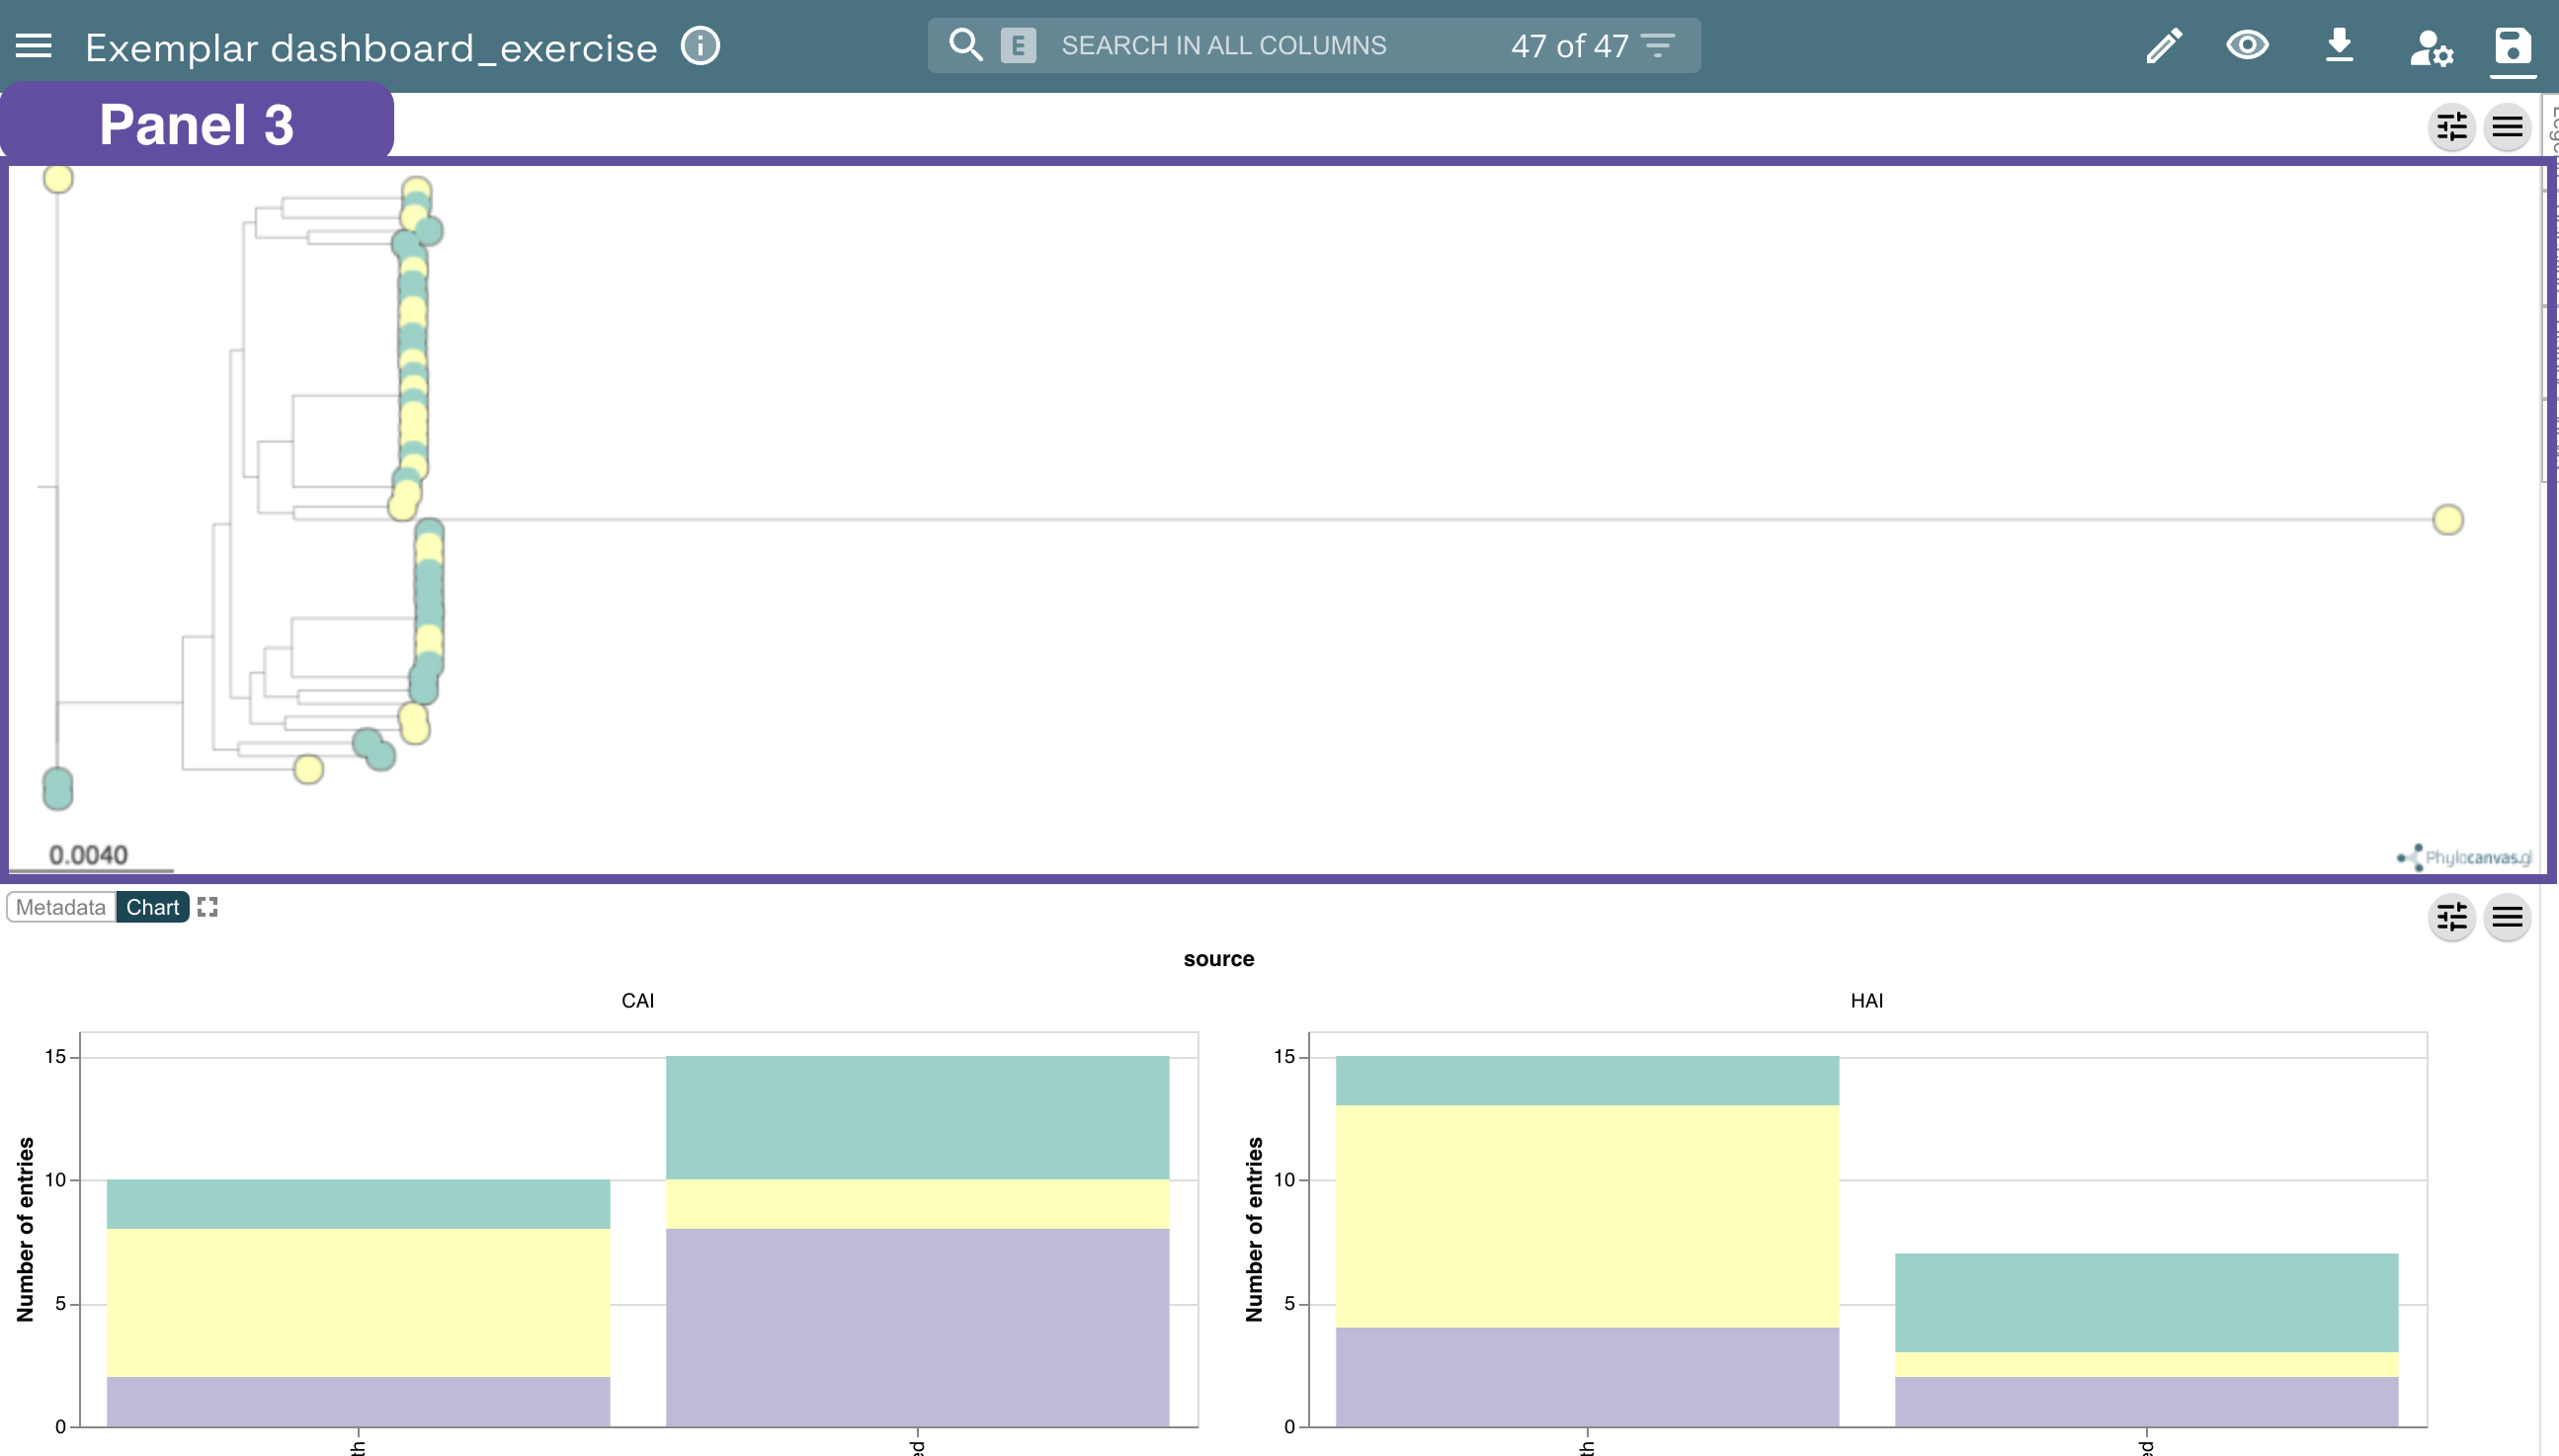 Exemplar dashboard_exercise
E SEARCH IN ALL COLUMNS 47 of 47
Panel 3
0.0040
Phylocanvas.gl
Metadata Chart
source
CAI
HAI
Number of entries
15
10
5
0
Number of entries
15
10
5
0
th
ed
th
ed